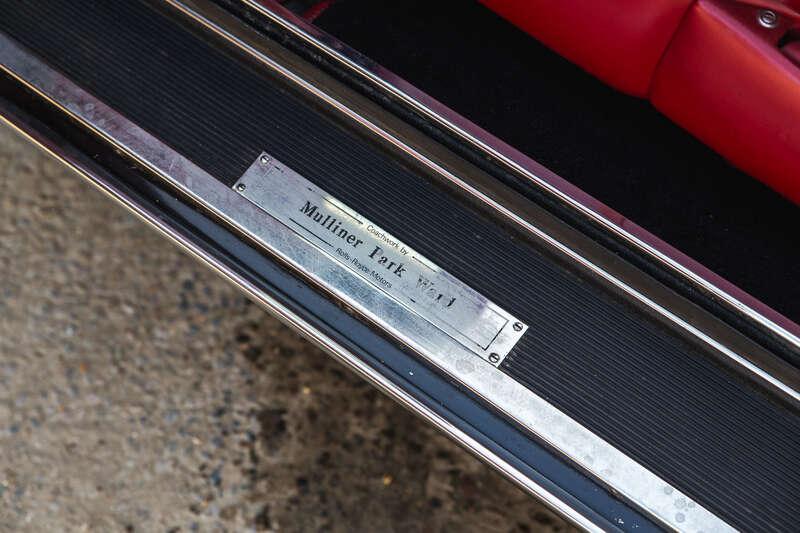 Coachwork by
Mulliner Park Ward
Rolls-Royce Motors